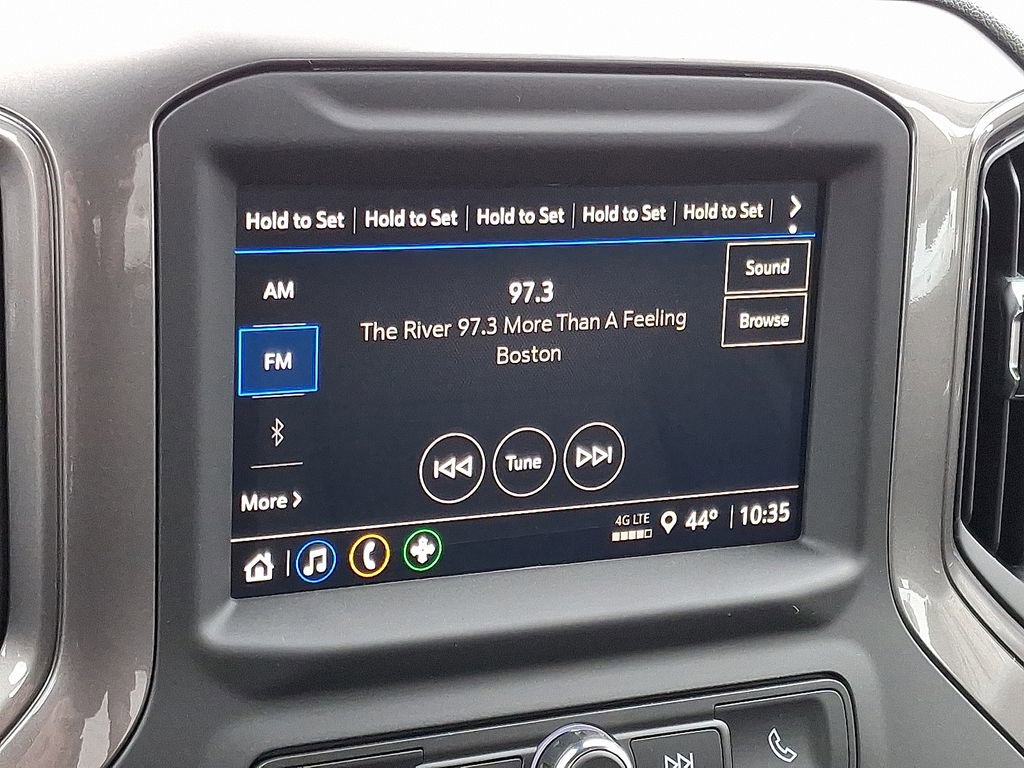 Hold to Set | Hold to Set | Hold to Set | Hold to Set | Hold to Set |
AM
FM
More
97.3
The River 97.3 More Than A Feeling
Boston
Sound
Browse
Tune
4G LTE
44° | 10:35